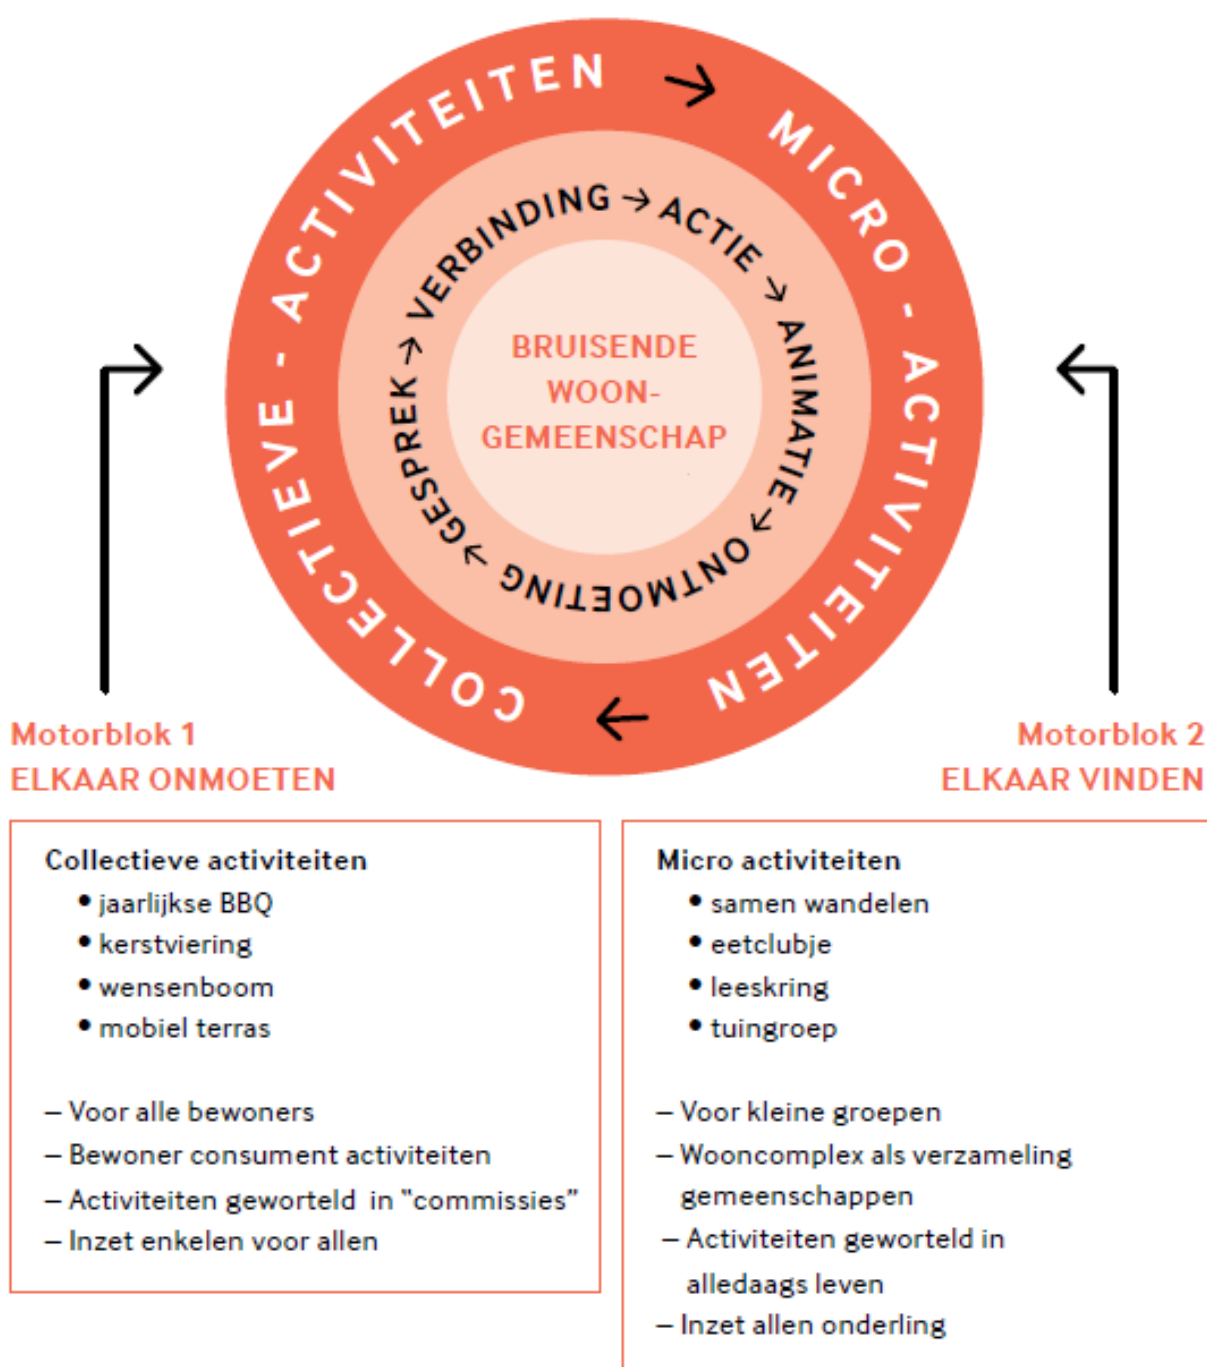 COLLECTIEVE - ACTIVITEITEN → MICRO - ACTIVITEITEN →
GESPREK → VERBINDING → ACTIE → ANIMATIE → ONTMOETING →
BRUISENDE
WOON-
GEMEENSCHAP
Motorblok 1
ELKAAR ONMOETEN
Motorblok 2
ELKAAR VINDEN
Collectieve activiteiten
• jaarlijkse BBQ
• kerstviering
• wensenboom
• mobiel terras
– Voor alle bewoners
– Bewoner consument activiteiten
– Activiteiten geworteld in "commissies"
– Inzet enkelen voor allen
Micro activiteiten
• samen wandelen
• eetclubje
• leeskring
• tuingroep
– Voor kleine groepen
– Wooncomplex als verzameling
gemeenschappen
– Activiteiten geworteld in
alledaags leven
– Inzet allen onderling